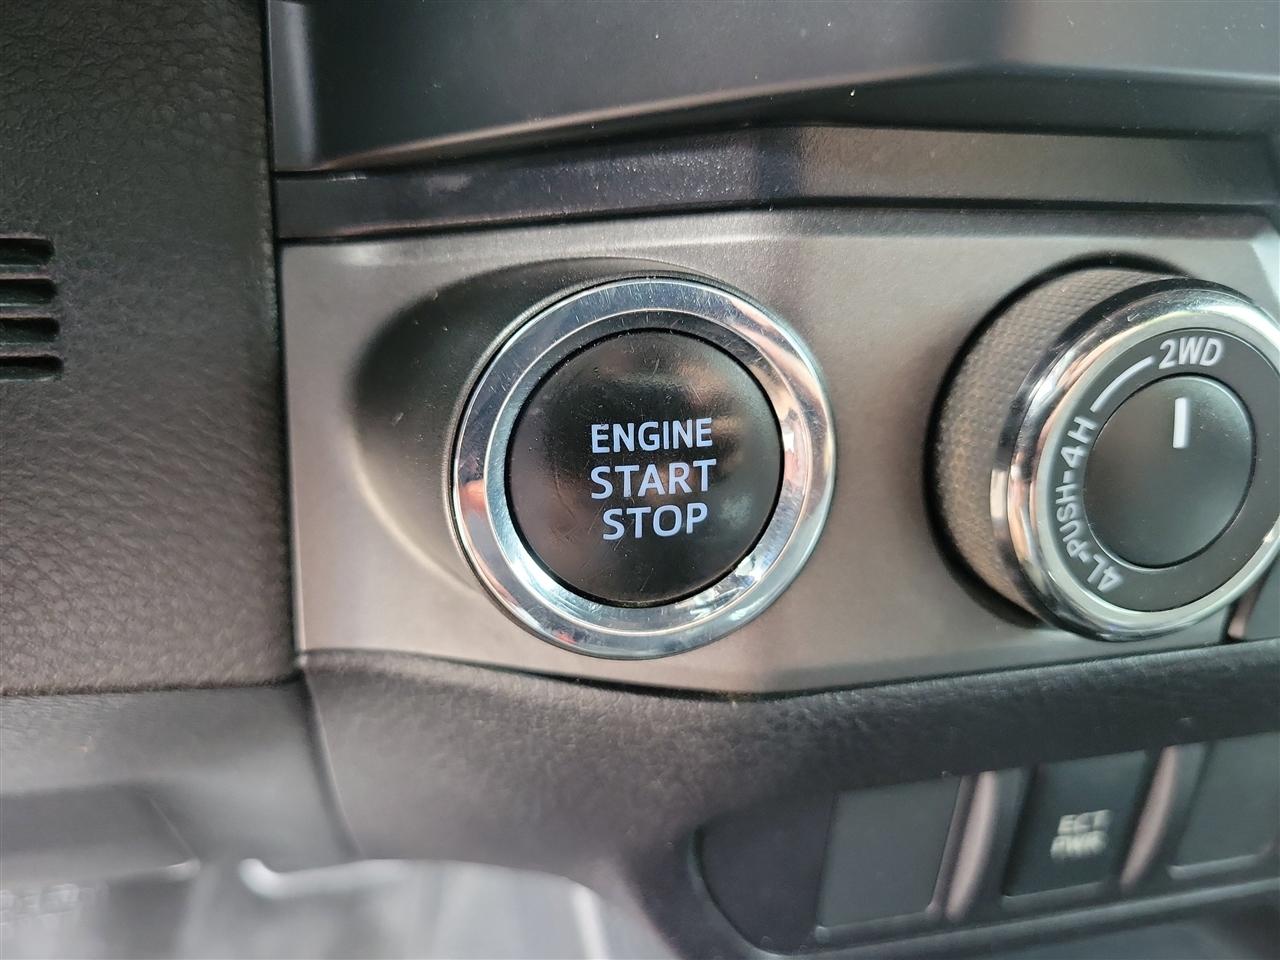 ENGINE
START
STOP
2WD
4L-PUSH-4H
ECT
PWR